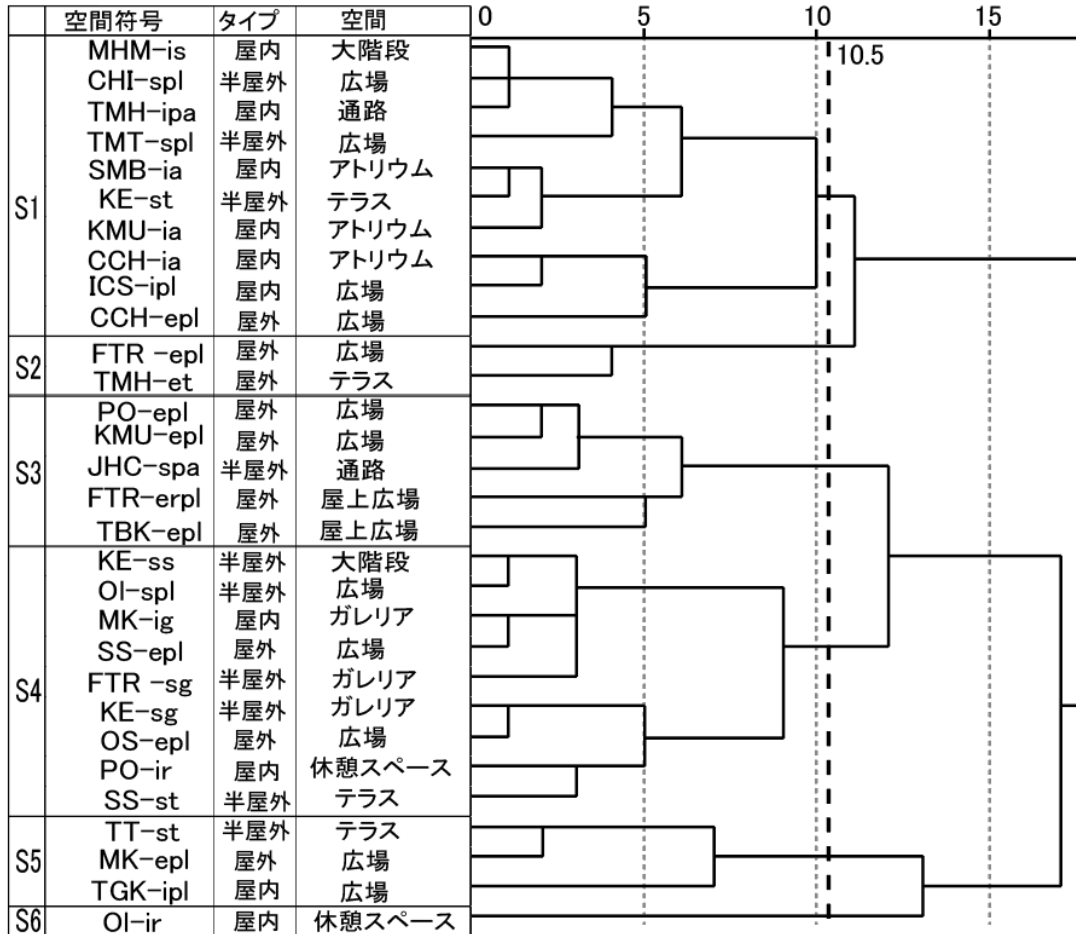 空間符号 タイプ 空間 0 5 10 15
10.5
S1
MHM-is 屋内 大階段
CHI-spl 半屋外 広場
TMH-ipa 屋内 通路
TMT-spl 半屋外 広場
SMB-ia 屋内 アトリウム
KE-st 半屋外 テラス
KMU-ia 屋内 アトリウム
CCH-ia 屋内 アトリウム
ICS-ipl 屋内 広場
CCH-epl 屋外 広場
S2
FTR -epl 屋外 広場
TMH-et 屋外 テラス
S3
PO-epl 屋外 広場
KMU-epl 屋外 広場
JHC-spa 半屋外 通路
FTR-erpl 屋外 屋上広場
TBK-epl 屋外 屋上広場
S4
KE-ss 半屋外 大階段
OI-spl 半屋外 広場
MK-ig 屋内 ガレリア
SS-epl 屋外 広場
FTR -sg 半屋外 ガレリア
KE-sg 半屋外 ガレリア
OS-epl 屋外 広場
PO-ir 屋内 休憩スペース
SS-st 半屋外 テラス
S5
TT-st 半屋外 テラス
MK-epl 屋外 広場
TGK-ipl 屋内 広場
S6
OI-ir 屋内 休憩スペース